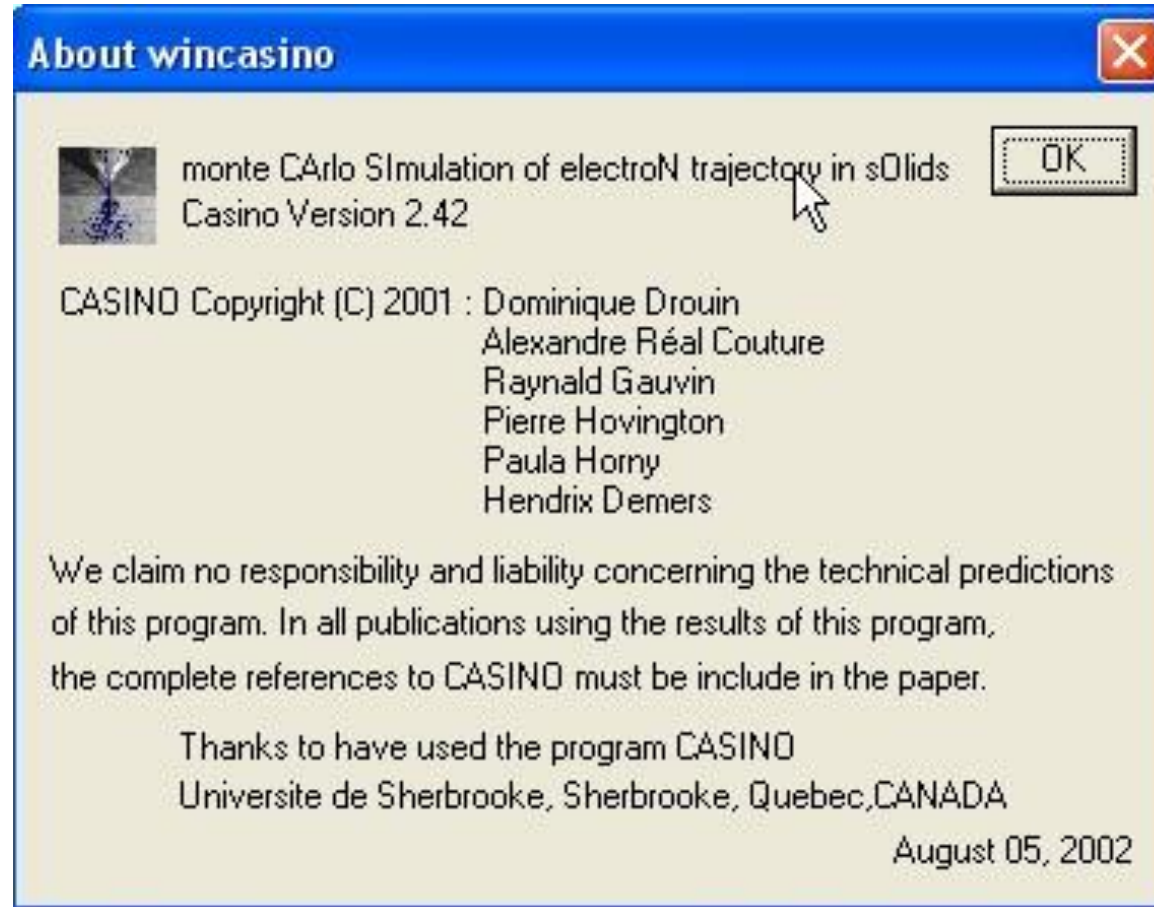 About wincasino
monte CArlo SImulation of electroN trajectory in sOlids
OK
Casino Version 2.42
CASINO Copyright (C) 2001 : Dominique Drouin
Alexandre Réal Couture
Raynald Gauvin
Pierre Hovington
Paula Horny
Hendrix Demers
We claim no responsibility and liability concerning the technical predictions
of this program. In all publications using the results of this program,
the complete references to CASINO must be include in the paper.
Thanks to have used the program CASINO
Universite de Sherbrooke, Sherbrooke, Quebec,CANADA
August 05, 2002